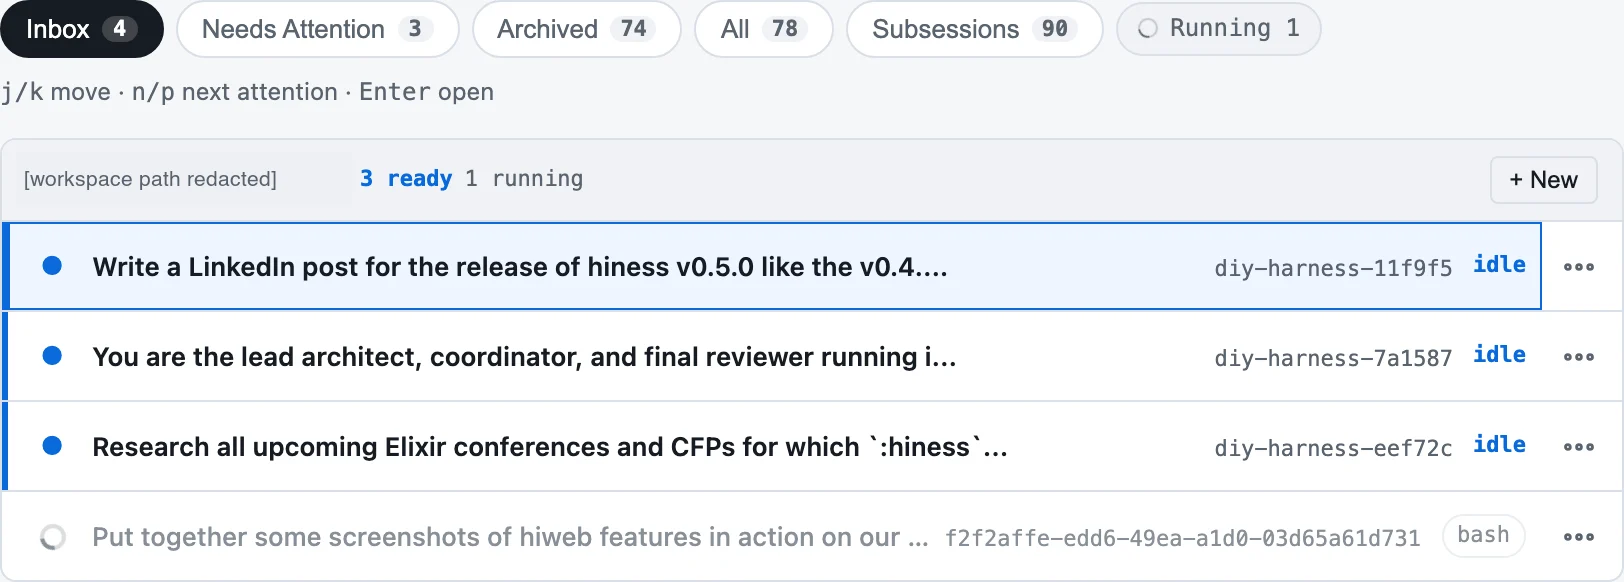 Inbox 4 Needs Attention 3 Archived 74 All 78 Subsessions 90 Running 1
j/k move · n/p next attention · Enter open
[workspace path redacted] 3 ready 1 running + New
Write a LinkedIn post for the release of hiness v0.5.0 like the v0.4.... diy-harness-11f9f5 idle
You are the lead architect, coordinator, and final reviewer running i... diy-harness-7a1587 idle
Research all upcoming Elixir conferences and CFPs for which `:hiness`... diy-harness-eef72c idle
Put together some screenshots of hiweb features in action on our ... f2f2affe-edd6-49ea-a1d0-03d65a61d731 bash